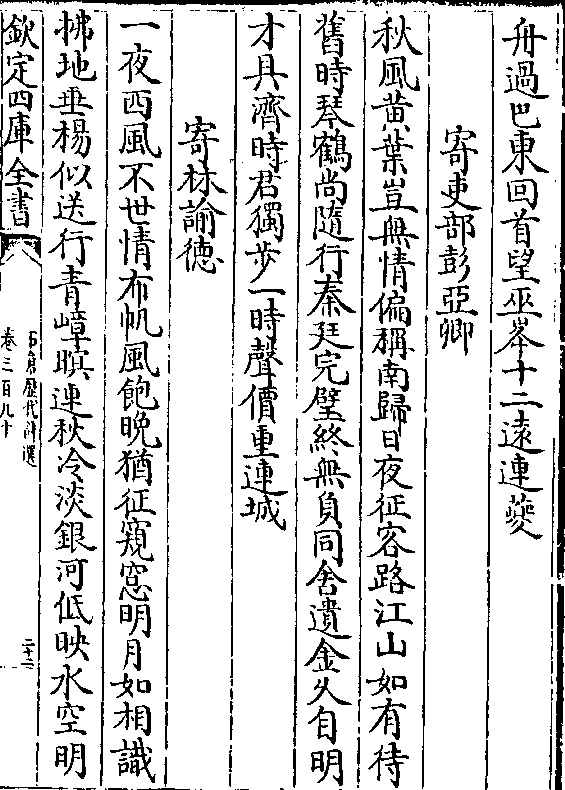 舟過巴東回首望巫峯十二遠連夔
寄吏部彭亞卿
秋風黄葉豈無情偏稱南歸日夜征客路江山如有待
舊時琴鶴尚隨行秦廷完璧終無負同舍遺金久自明
才具濟時君獨步一時聲價重連城
寄林諭德
一夜西風不世情布帆風飽晚猶征窺窓明月如相識
拂地垂楊似送行青嶂暝連秋冷淡銀河低映水空明
欽定四庫全書
石倉歴代詩選
卷三百九十
二十二